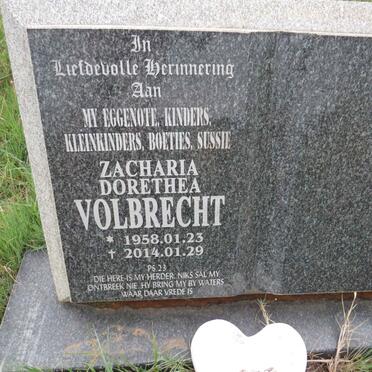 In
Liefdevolle Herinnering
Aan
MY EGGENOTE, KINDERS,
KLEINKINDERS, BOETIES, SUSSIE
ZACHARIA
DORETHEA
VOLBRECHT
* 1958.01.23
† 2014.01.29
PS 23
DIE HERE IS MY HERDER. NIKS SAL MY
ONTBREEK NIE .HY BRING MY BY WATERS
WAAR DAAR VREDE IS